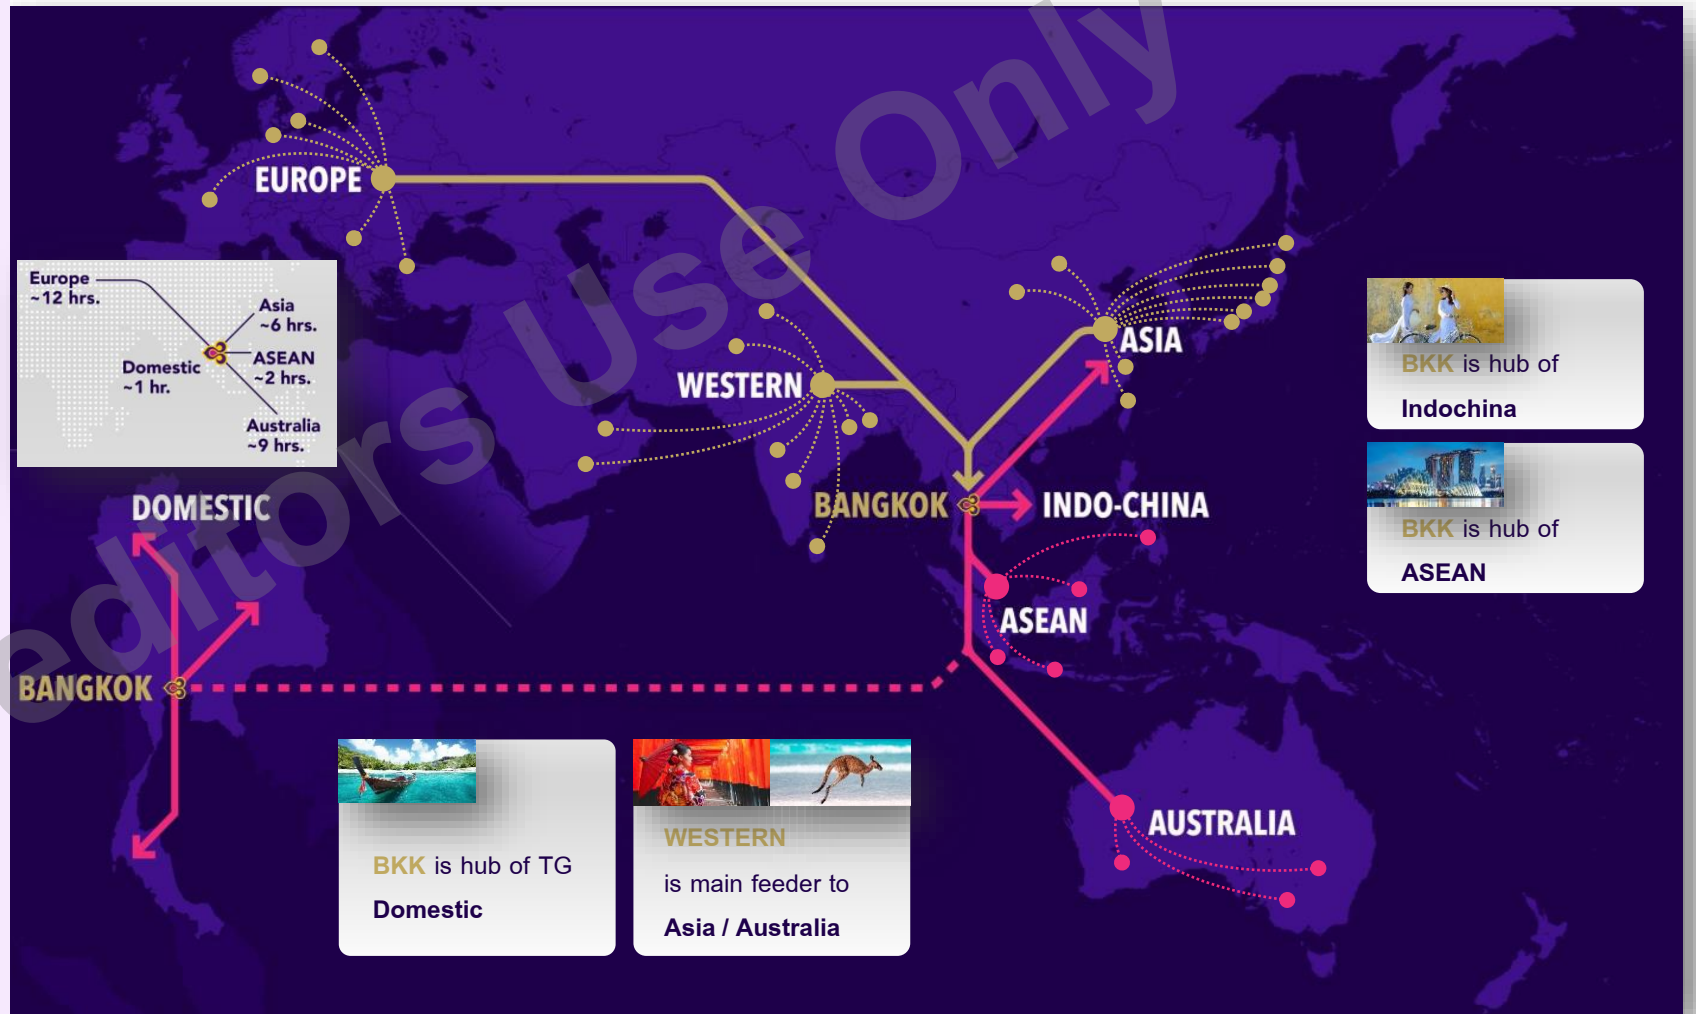 editors Use Only
EUROPE
Europe
~12 hrs.
Asia
~6 hrs.
Domestic
~1 hr.
ASEAN
~2 hrs.
Australia
~9 hrs.
WESTERN
ASIA
BANGKOK
INDO-CHINA
ASEAN
AUSTRALIA
DOMESTIC
BANGKOK
BKK is hub of
Indochina
BKK is hub of
ASEAN
BKK is hub of TG
Domestic
WESTERN
is main feeder to
Asia / Australia